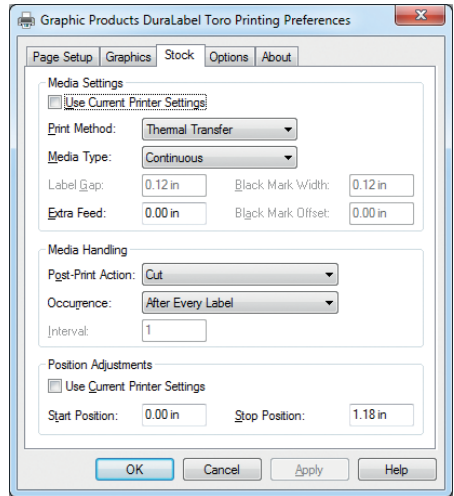 Graphic Products DuraLabel Toro Printing Preferences
Page Setup Graphics Stock Options About
Media Settings
Use Current Printer Settings
Print Method: Thermal Transfer
Media Type: Continuous
Label Gap: 0.12 in Black Mark Width: 0.12 in
Extra Feed: 0.00 in Black Mark Offset: 0.00 in
Media Handling
Post-Print Action: Cut
Occurrence: After Every Label
Interval: 1
Position Adjustments
Use Current Printer Settings
Start Position: 0.00 in Stop Position: 1.18 in
OK Cancel Apply Help